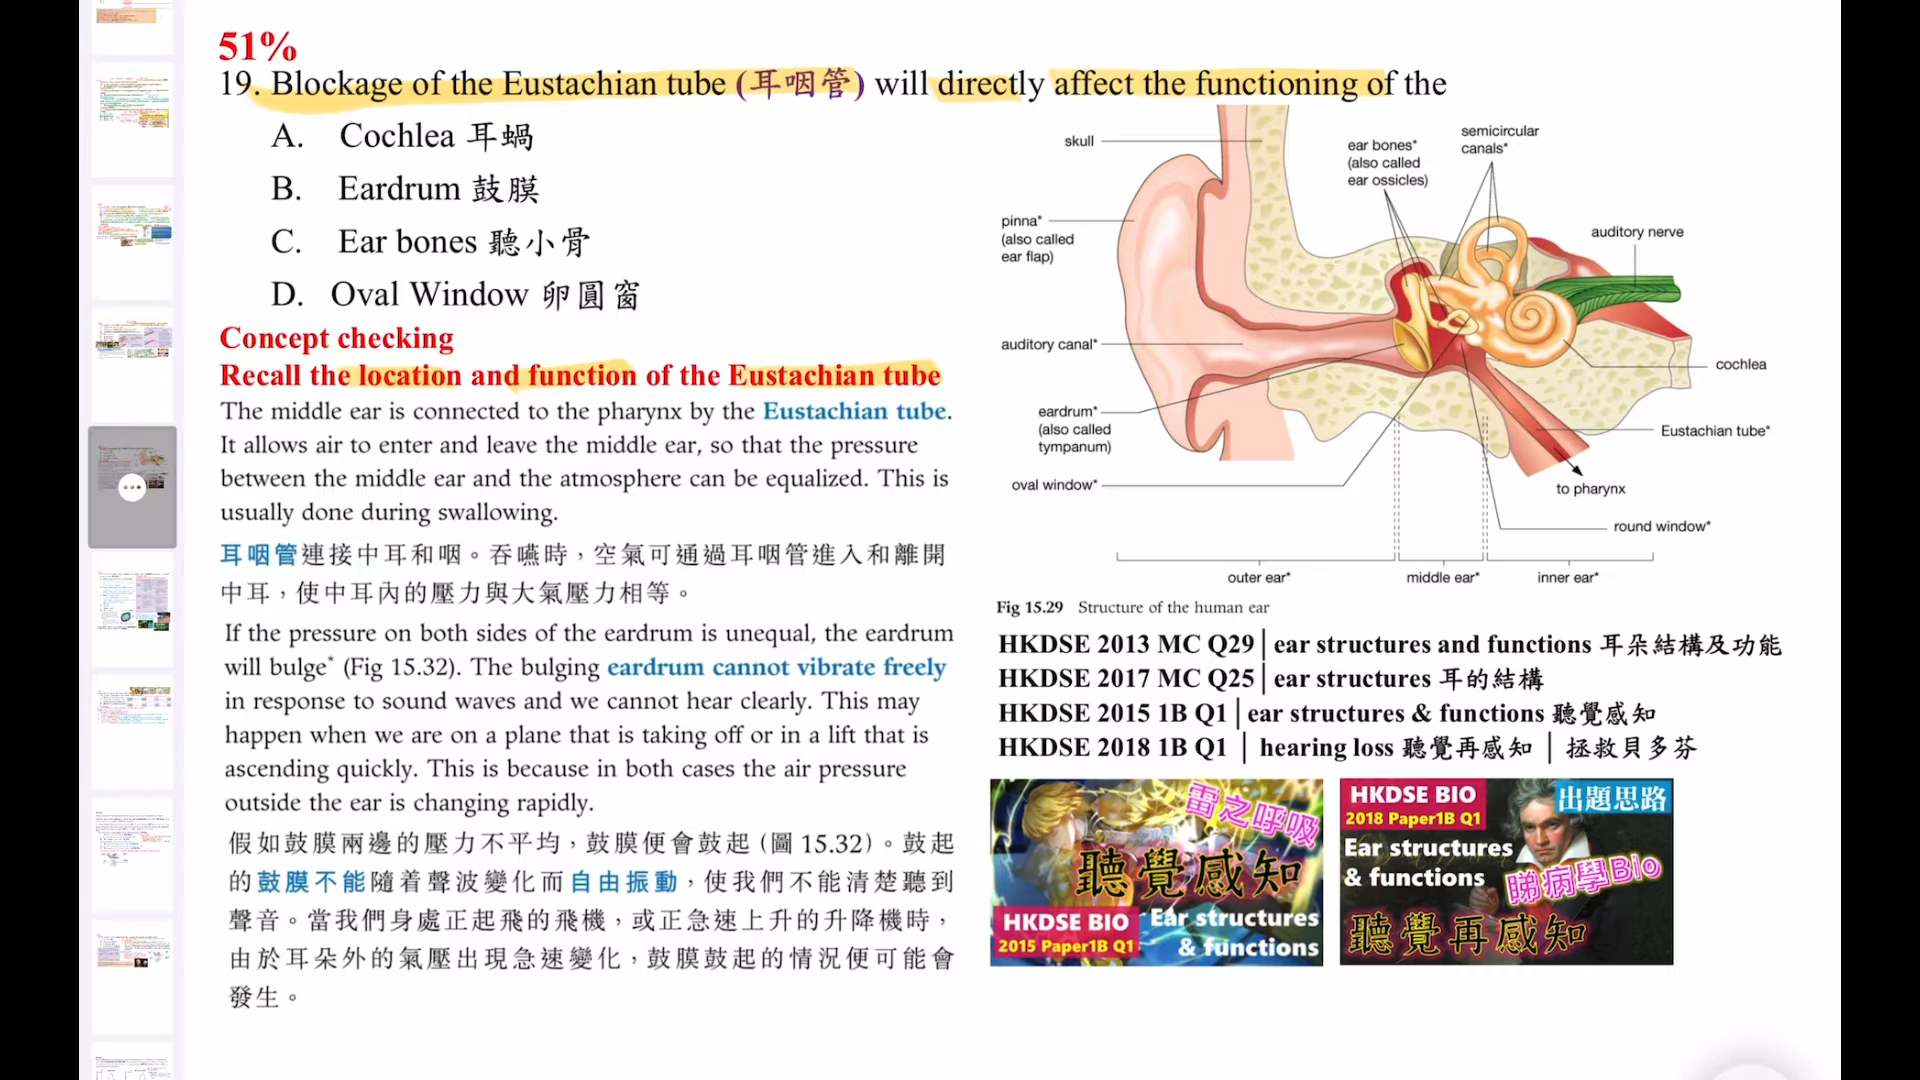 51%
19. Blockage of the Eustachian tube (耳咽管) will directly affect the functioning of the
A. Cochlea 耳蝸
B. Eardrum 鼓膜
C. Ear bones 聽小骨
D. Oval Window 卵圓窗
Concept checking
Recall the location and function of the Eustachian tube
The middle ear is connected to the pharynx by the Eustachian tube.
It allows air to enter and leave the middle ear, so that the pressure
between the middle ear and the atmosphere can be equalized. This is
usually done during swallowing.
耳咽管連接中耳和咽。吞嚥時，空氣可通過耳咽管進入和離開
中耳，使中耳內的壓力與大氣壓力相等。
If the pressure on both sides of the eardrum is unequal, the eardrum
will bulge* (Fig 15.32). The bulging eardrum cannot vibrate freely
in response to sound waves and we cannot hear clearly. This may
happen when we are on a plane that is taking off or in a lift that is
ascending quickly. This is because in both cases the air pressure
outside the ear is changing rapidly.
假如鼓膜兩邊的壓力不平均，鼓膜便會鼓起 (圖 15.32)。鼓起
的鼓膜不能隨着聲波變化而自由振動，使我們不能清楚聽到
聲音。當我們身處正起飛的飛機，或正急速上升的升降機時，
由於耳朵外的氣壓出現急速變化，鼓膜鼓起的情況便可能會
發生。
skull
pinna*
(also called
ear flap)
auditory canal*
eardrum*
(also called
tympanum)
oval window*
ear bones*
(also called
ear ossicles)
semicircular
canals*
auditory nerve
cochlea
Eustachian tube*
to pharynx
round window*
outer ear*
middle ear*
inner ear*
Fig 15.29 Structure of the human ear
HKDSE 2013 MC Q29│ear structures and functions 耳朵結構及功能
HKDSE 2017 MC Q25│ear structures 耳的結構
HKDSE 2015 1B Q1│ear structures & functions 聽覺感知
HKDSE 2018 1B Q1│hearing loss 聽覺再感知│拯救貝多芬
雷之呼吸
聽覺感知
HKDSE BIO
2015 Paper1B Q1
Ear structures
& functions
HKDSE BIO
2018 Paper1B Q1
出題思路
Ear structures
& functions
睇病學Bio
聽覺再感知